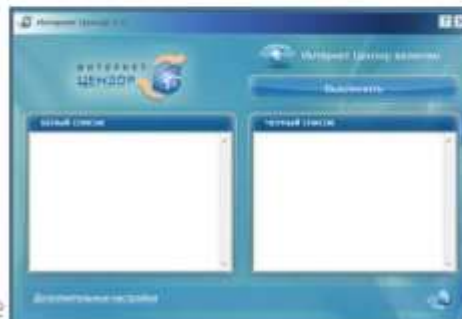 Интернет Цензор
ИНТЕРНЕТ
ЦЕНЗОР
Интернет Цензор включен
Выключить
БЕЛЫЙ СПИСОК
ЧЕРНЫЙ СПИСОК
Дополнительные настройки